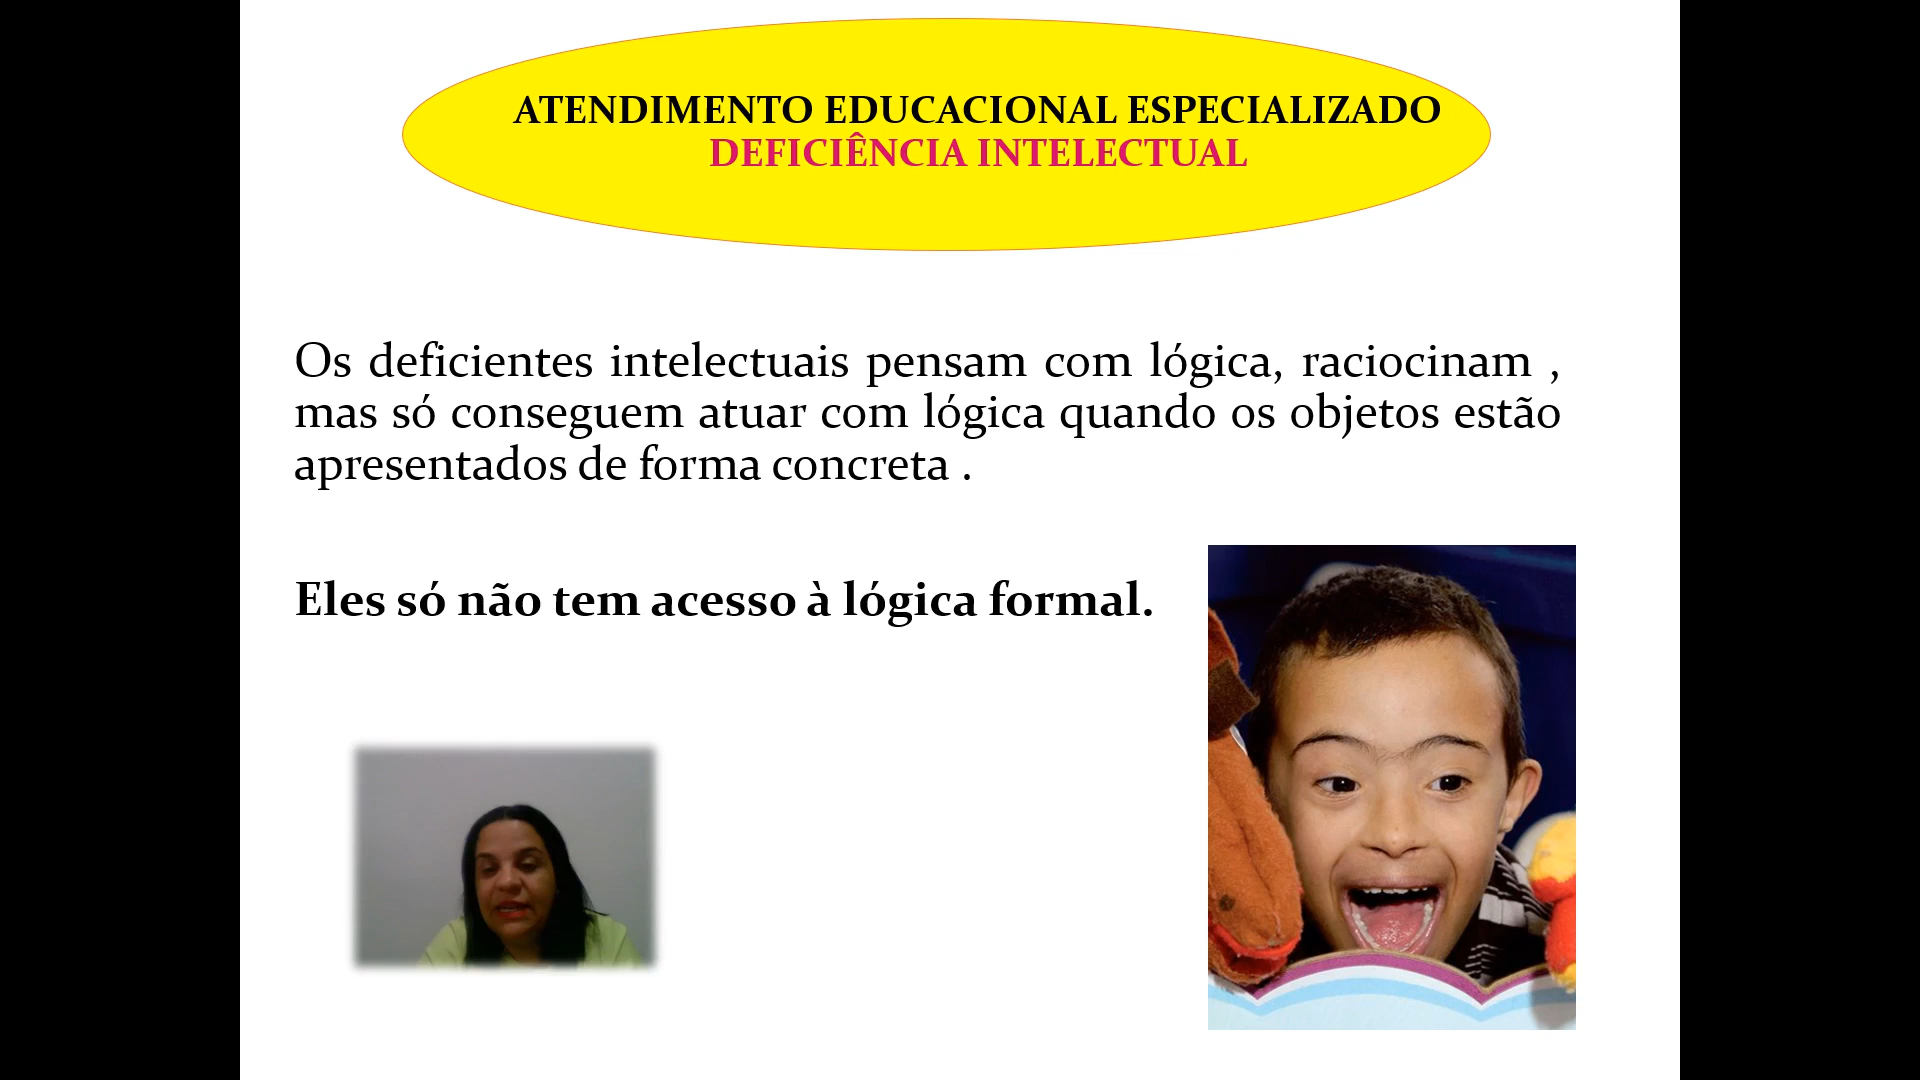 ATENDIMENTO EDUCACIONAL ESPECIALIZADO
DEFICIÊNCIA INTELECTUAL
Os deficientes intelectuais pensam com lógica, raciocinam ,
mas só conseguem atuar com lógica quando os objetos estão
apresentados de forma concreta .
Eles só não tem acesso à lógica formal.